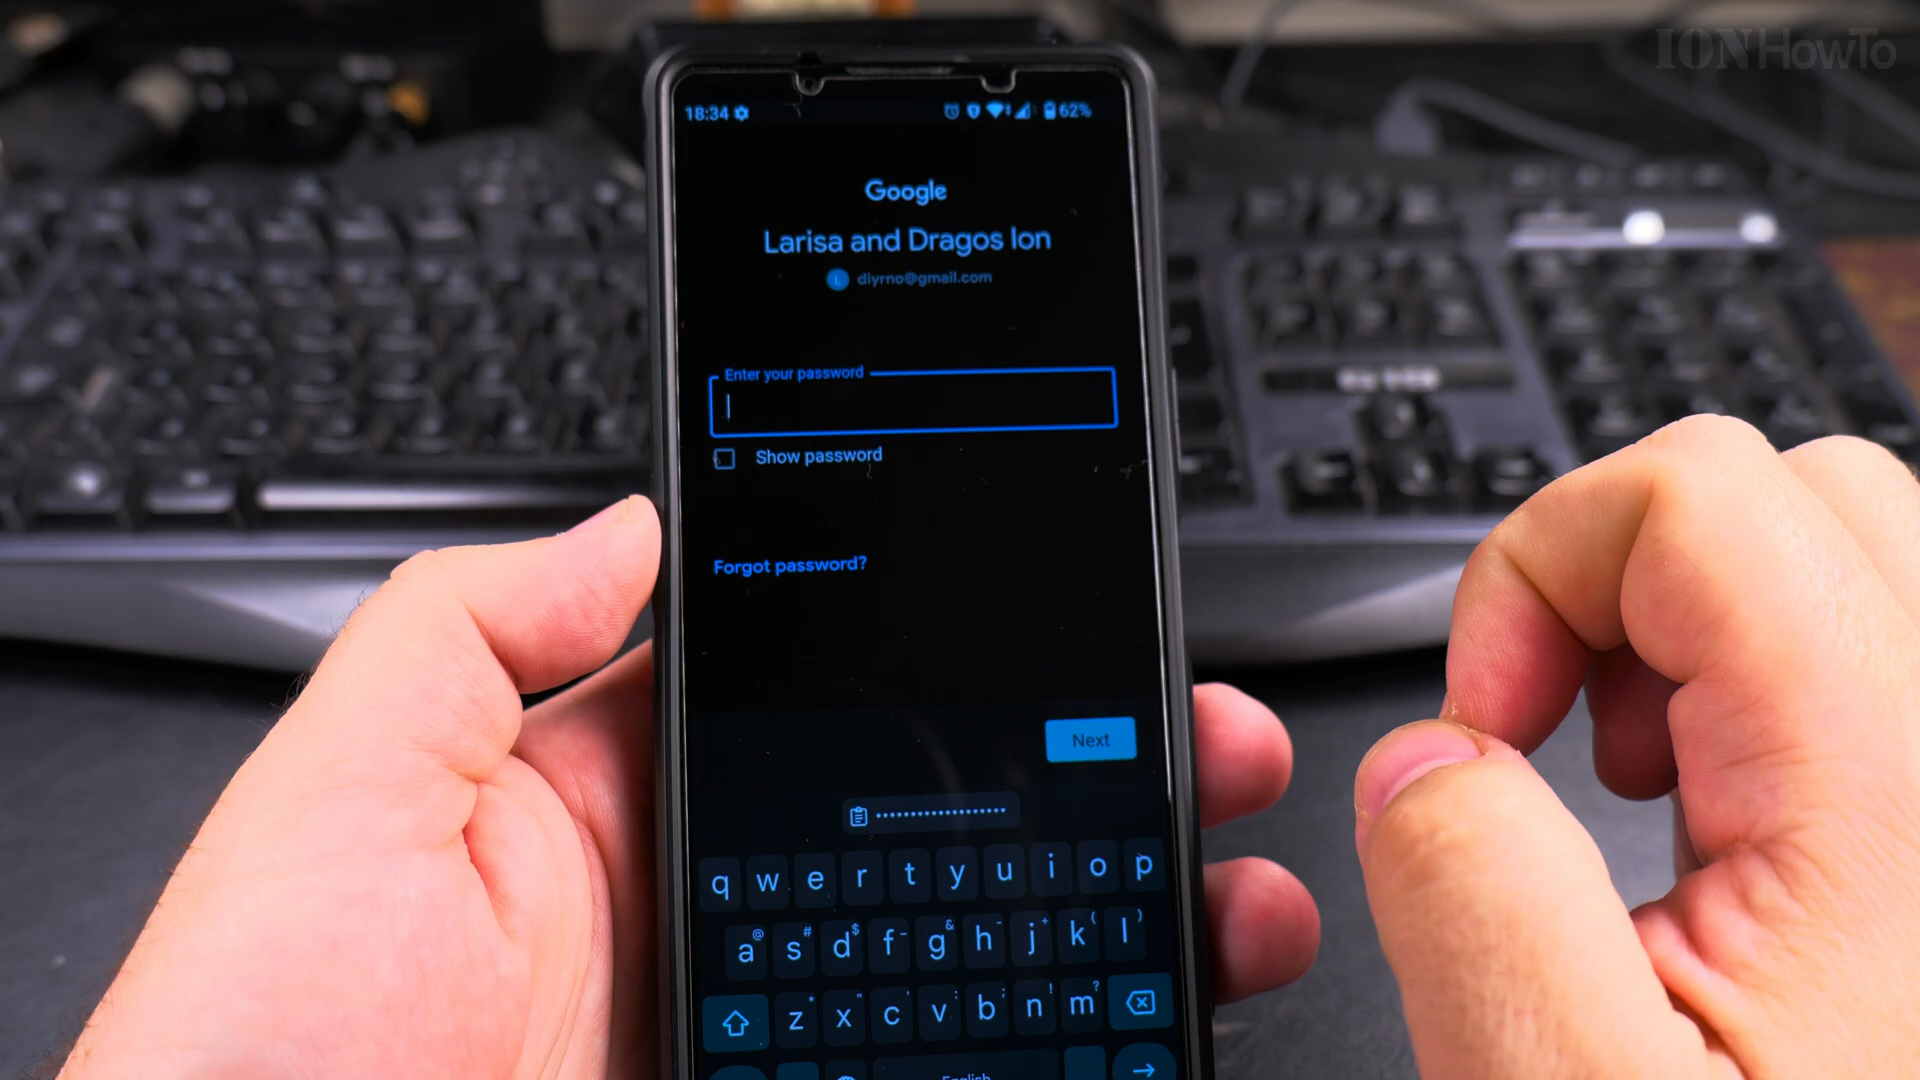 IONHowTo
18:34 62%
Google
Larisa and Dragos Ion
L diyrno@gmail.com
Enter your password
Show password
Forgot password?
Next
••••••••••••••••••
q w e r t y u i o p
a@ s# d$ f- g& h- j+ k( l)
z* x" c' v: b; n! m?
English